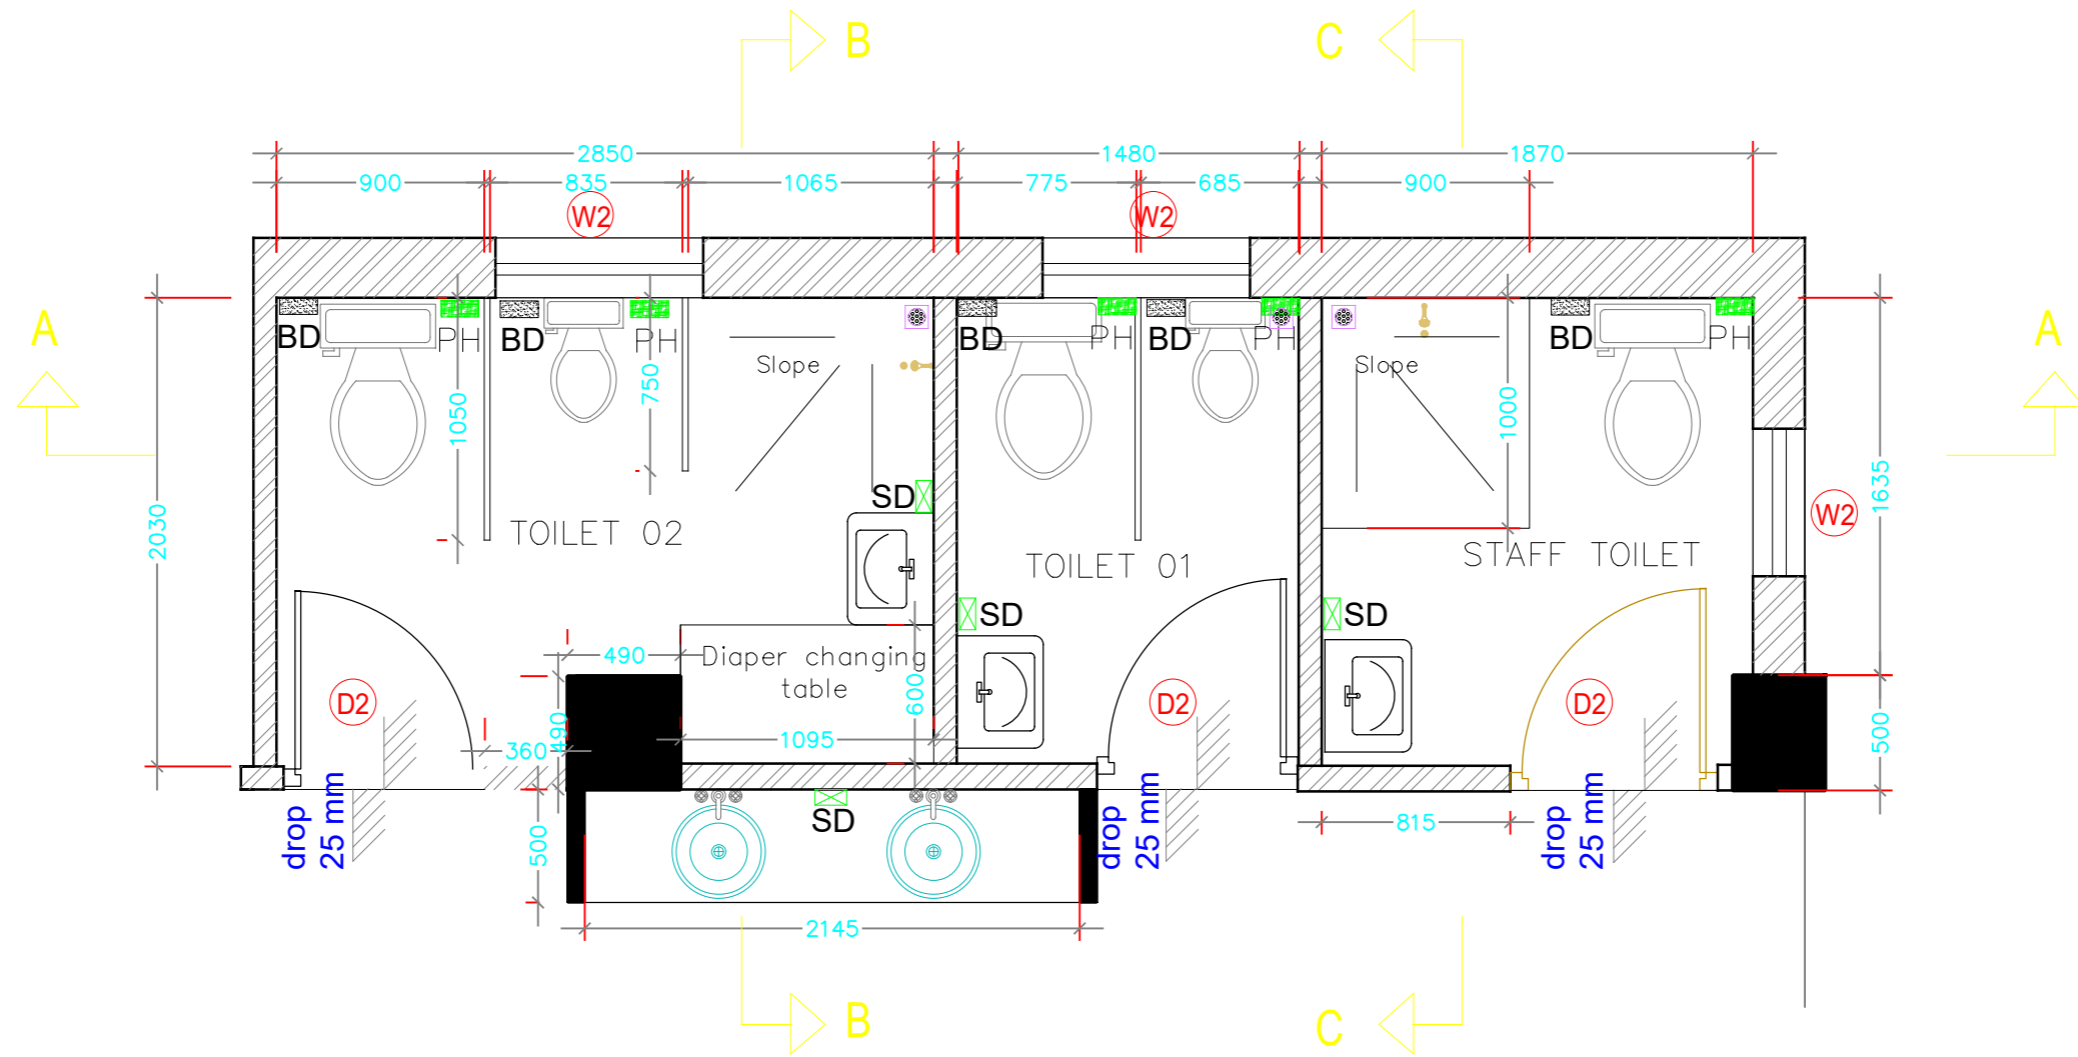 B
C
2850
1480
1870
900
835
1065
775
685
900
W2
W2
A
A
BD
PH
BD
PH
BD
PH
BD
PH
BD
PH
Slope
Slope
1050
750
1000
2030
1635
SD
W2
TOILET 02
TOILET 01
STAFF TOILET
SD
SD
490
Diaper changing
table
600
D2
D2
D2
490
360
1095
500
drop
25 mm
500
SD
drop
25 mm
815
drop
25 mm
2145
B
C